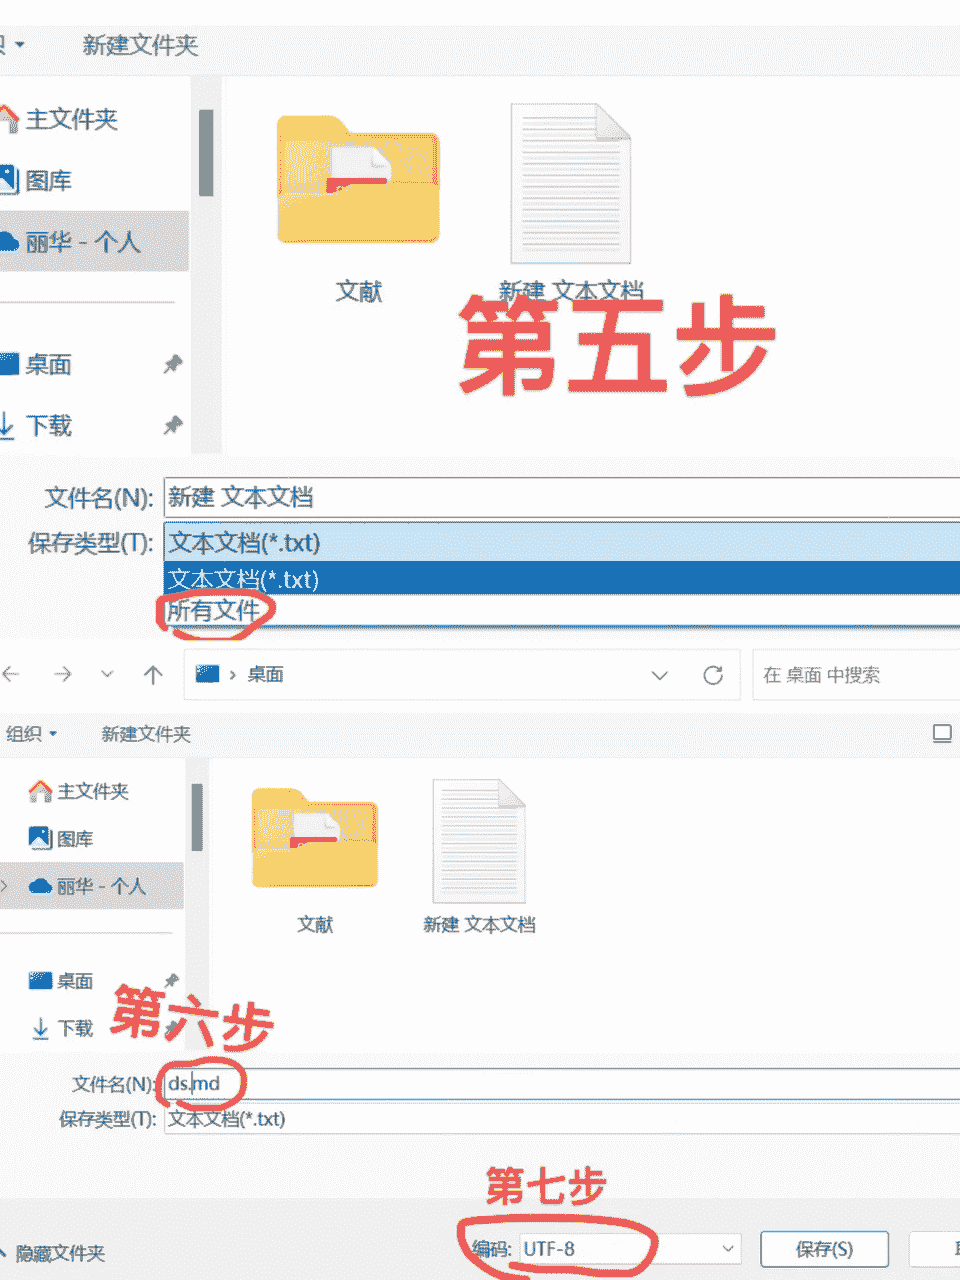 新建文件夹
主文件夹
图库
丽华 - 个人
文献
新建 文本文档
第五步
桌面
下载
文件名(N): 新建 文本文档
保存类型(T): 文本文档(*.txt)
文本文档(*.txt)
所有文件
桌面
在 桌面 中搜索
组织
新建文件夹
主文件夹
图库
丽华 - 个人
文献
新建 文本文档
桌面
下载
第六步
文件名(N): ds.md
保存类型(T): 文本文档(*.txt)
第七步
隐藏文件夹
编码: UTF-8
保存(S)